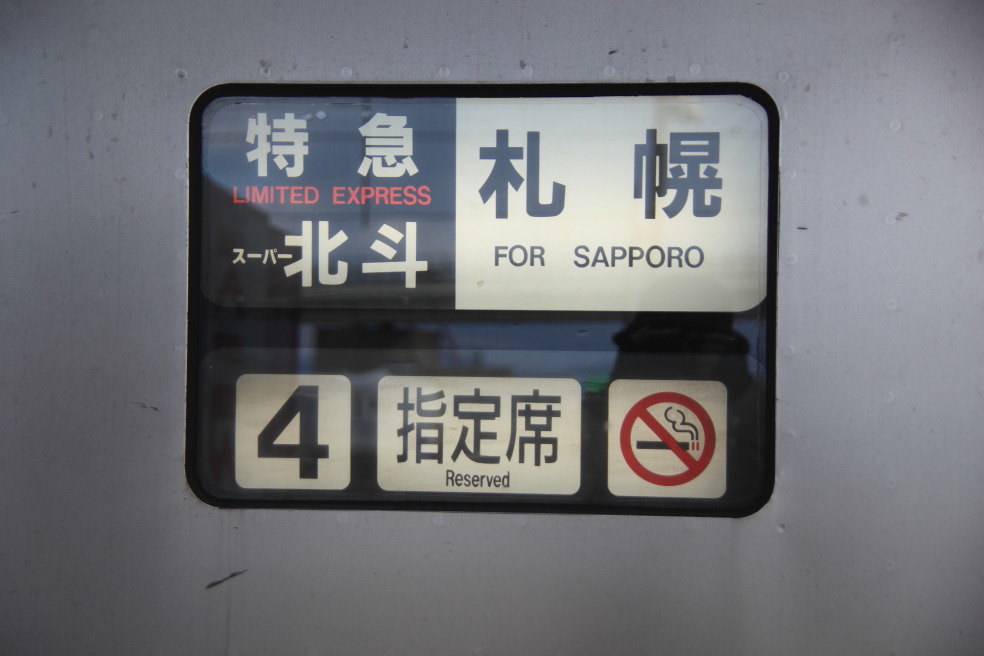 特急
LIMITED EXPRESS
スーパー北斗
札幌
FOR SAPPORO
4
指定席
Reserved